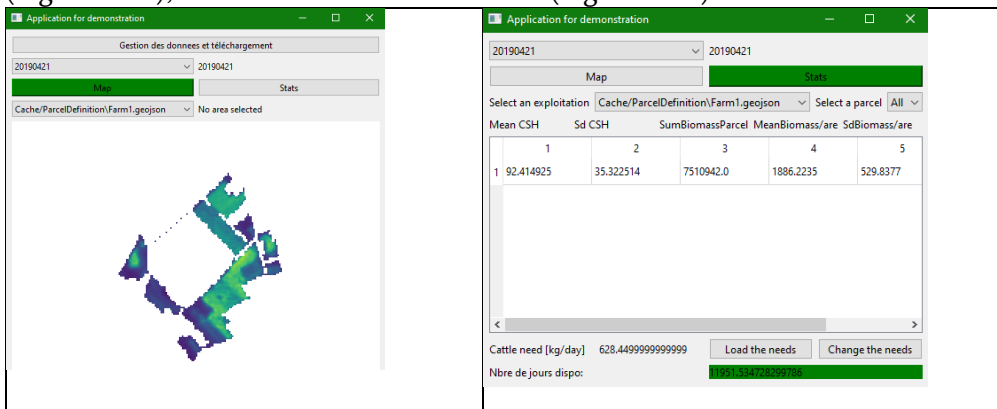 Application for demonstration
Gestion des donnees et téléchargement
20190421 20190421
Map Stats
Cache/ParcelDefinition\Farm1.geojson No area selected
Application for demonstration
20190421 20190421
Map Stats
Select an exploitation Cache/ParcelDefinition\Farm1.geojson Select a parcel All
Mean CSH Sd CSH SumBiomassParcel MeanBiomass/are SdBiomass/are
1 2 3 4 5
1 92.414925 35.322514 7510942.0 1886.2235 529.8377
Cattle need [kg/day] 628.4499999999999 Load the needs Change the needs
Nbre de jours dispo: 11951.534728299786